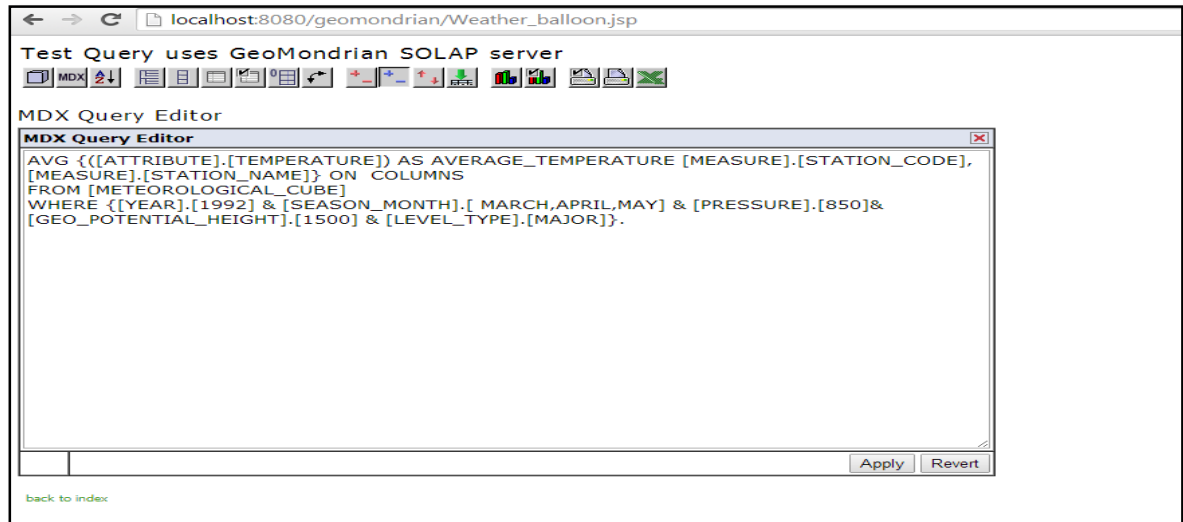 localhost:8080/geomondrian/Weather_balloon.jsp
Test Query uses GeoMondrian SOLAP server
MDX
MDX Query Editor
MDX Query Editor
AVG {([ATTRIBUTE].[TEMPERATURE]) AS AVERAGE_TEMPERATURE [MEASURE].[STATION_CODE],
[MEASURE].[STATION_NAME]} ON  COLUMNS
FROM [METEOROLOGICAL_CUBE]
WHERE {[YEAR].[1992] & [SEASON_MONTH].[ MARCH,APRIL,MAY] & [PRESSURE].[850]&
[GEO_POTENTIAL_HEIGHT].[1500] & [LEVEL_TYPE].[MAJOR]}.
Apply Revert
back to index